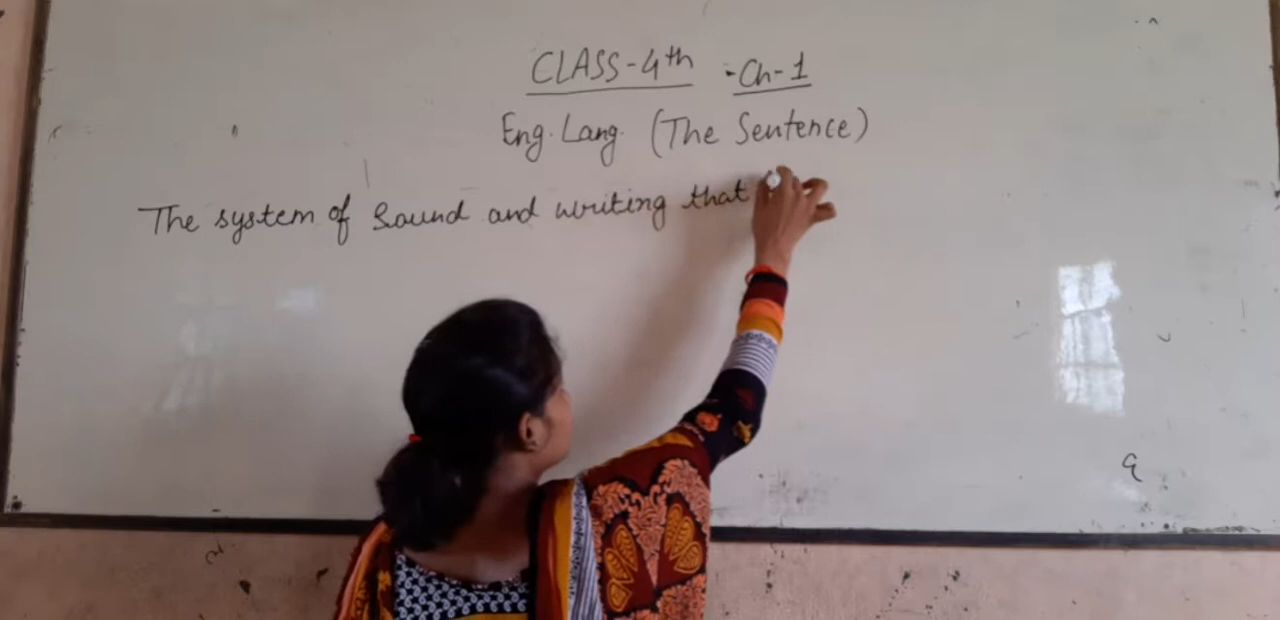 CLASS-4th -Ch-1
Eng. Lang. (The Sentence)
The system of Sound and writing that